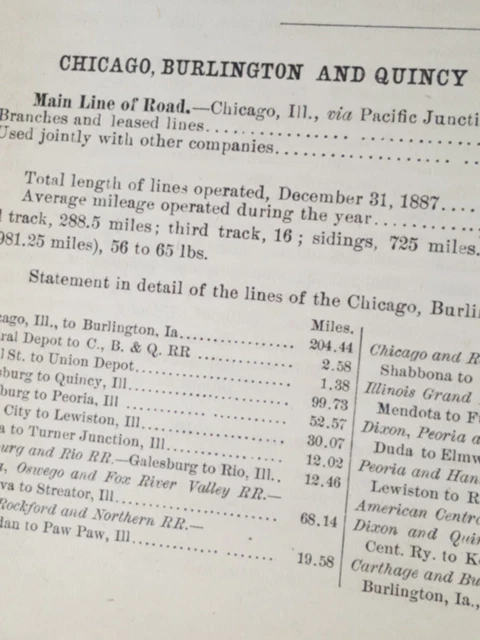 CHICAGO, BURLINGTON AND QUINCY
Main Line of Road.—Chicago, Ill., via Pacific Juncti
Branches and leased lines
Used jointly with other companies
Total length of lines operated, December 31, 1887
Average mileage operated during the year
l track, 288.5 miles; third track, 16; sidings, 725 miles.
981.25 miles), 56 to 65 lbs.
Statement in detail of the lines of the Chicago, Burli
Miles.
cago, Ill., to Burlington, Ia. 204.44
ral Depot to C., B. & Q. RR 2.58
l St. to Union Depot 1.38
sburg to Quincy, Ill. 99.73
burg to Peoria, Ill 52.57
City to Lewiston, Ill. 30.07
a to Turner Junction, Ill. 12.02
urg and Rio RR.—Galesburg to Rio, Ill. 12.46
, Oswego and Fox River Valley RR.—
va to Streator, Ill. 68.14
Rockford and Northern RR.—
dan to Paw Paw, Ill. 19.58
Chicago and R
Shabbona to
Illinois Grand
Mendota to F
Dixon, Peoria a
Duda to Elmw
Peoria and Han
Lewiston to R
American Centr
Dixon and Qui
Cent. Ry. to K
Carthage and Bu
Burlington, Ia.,